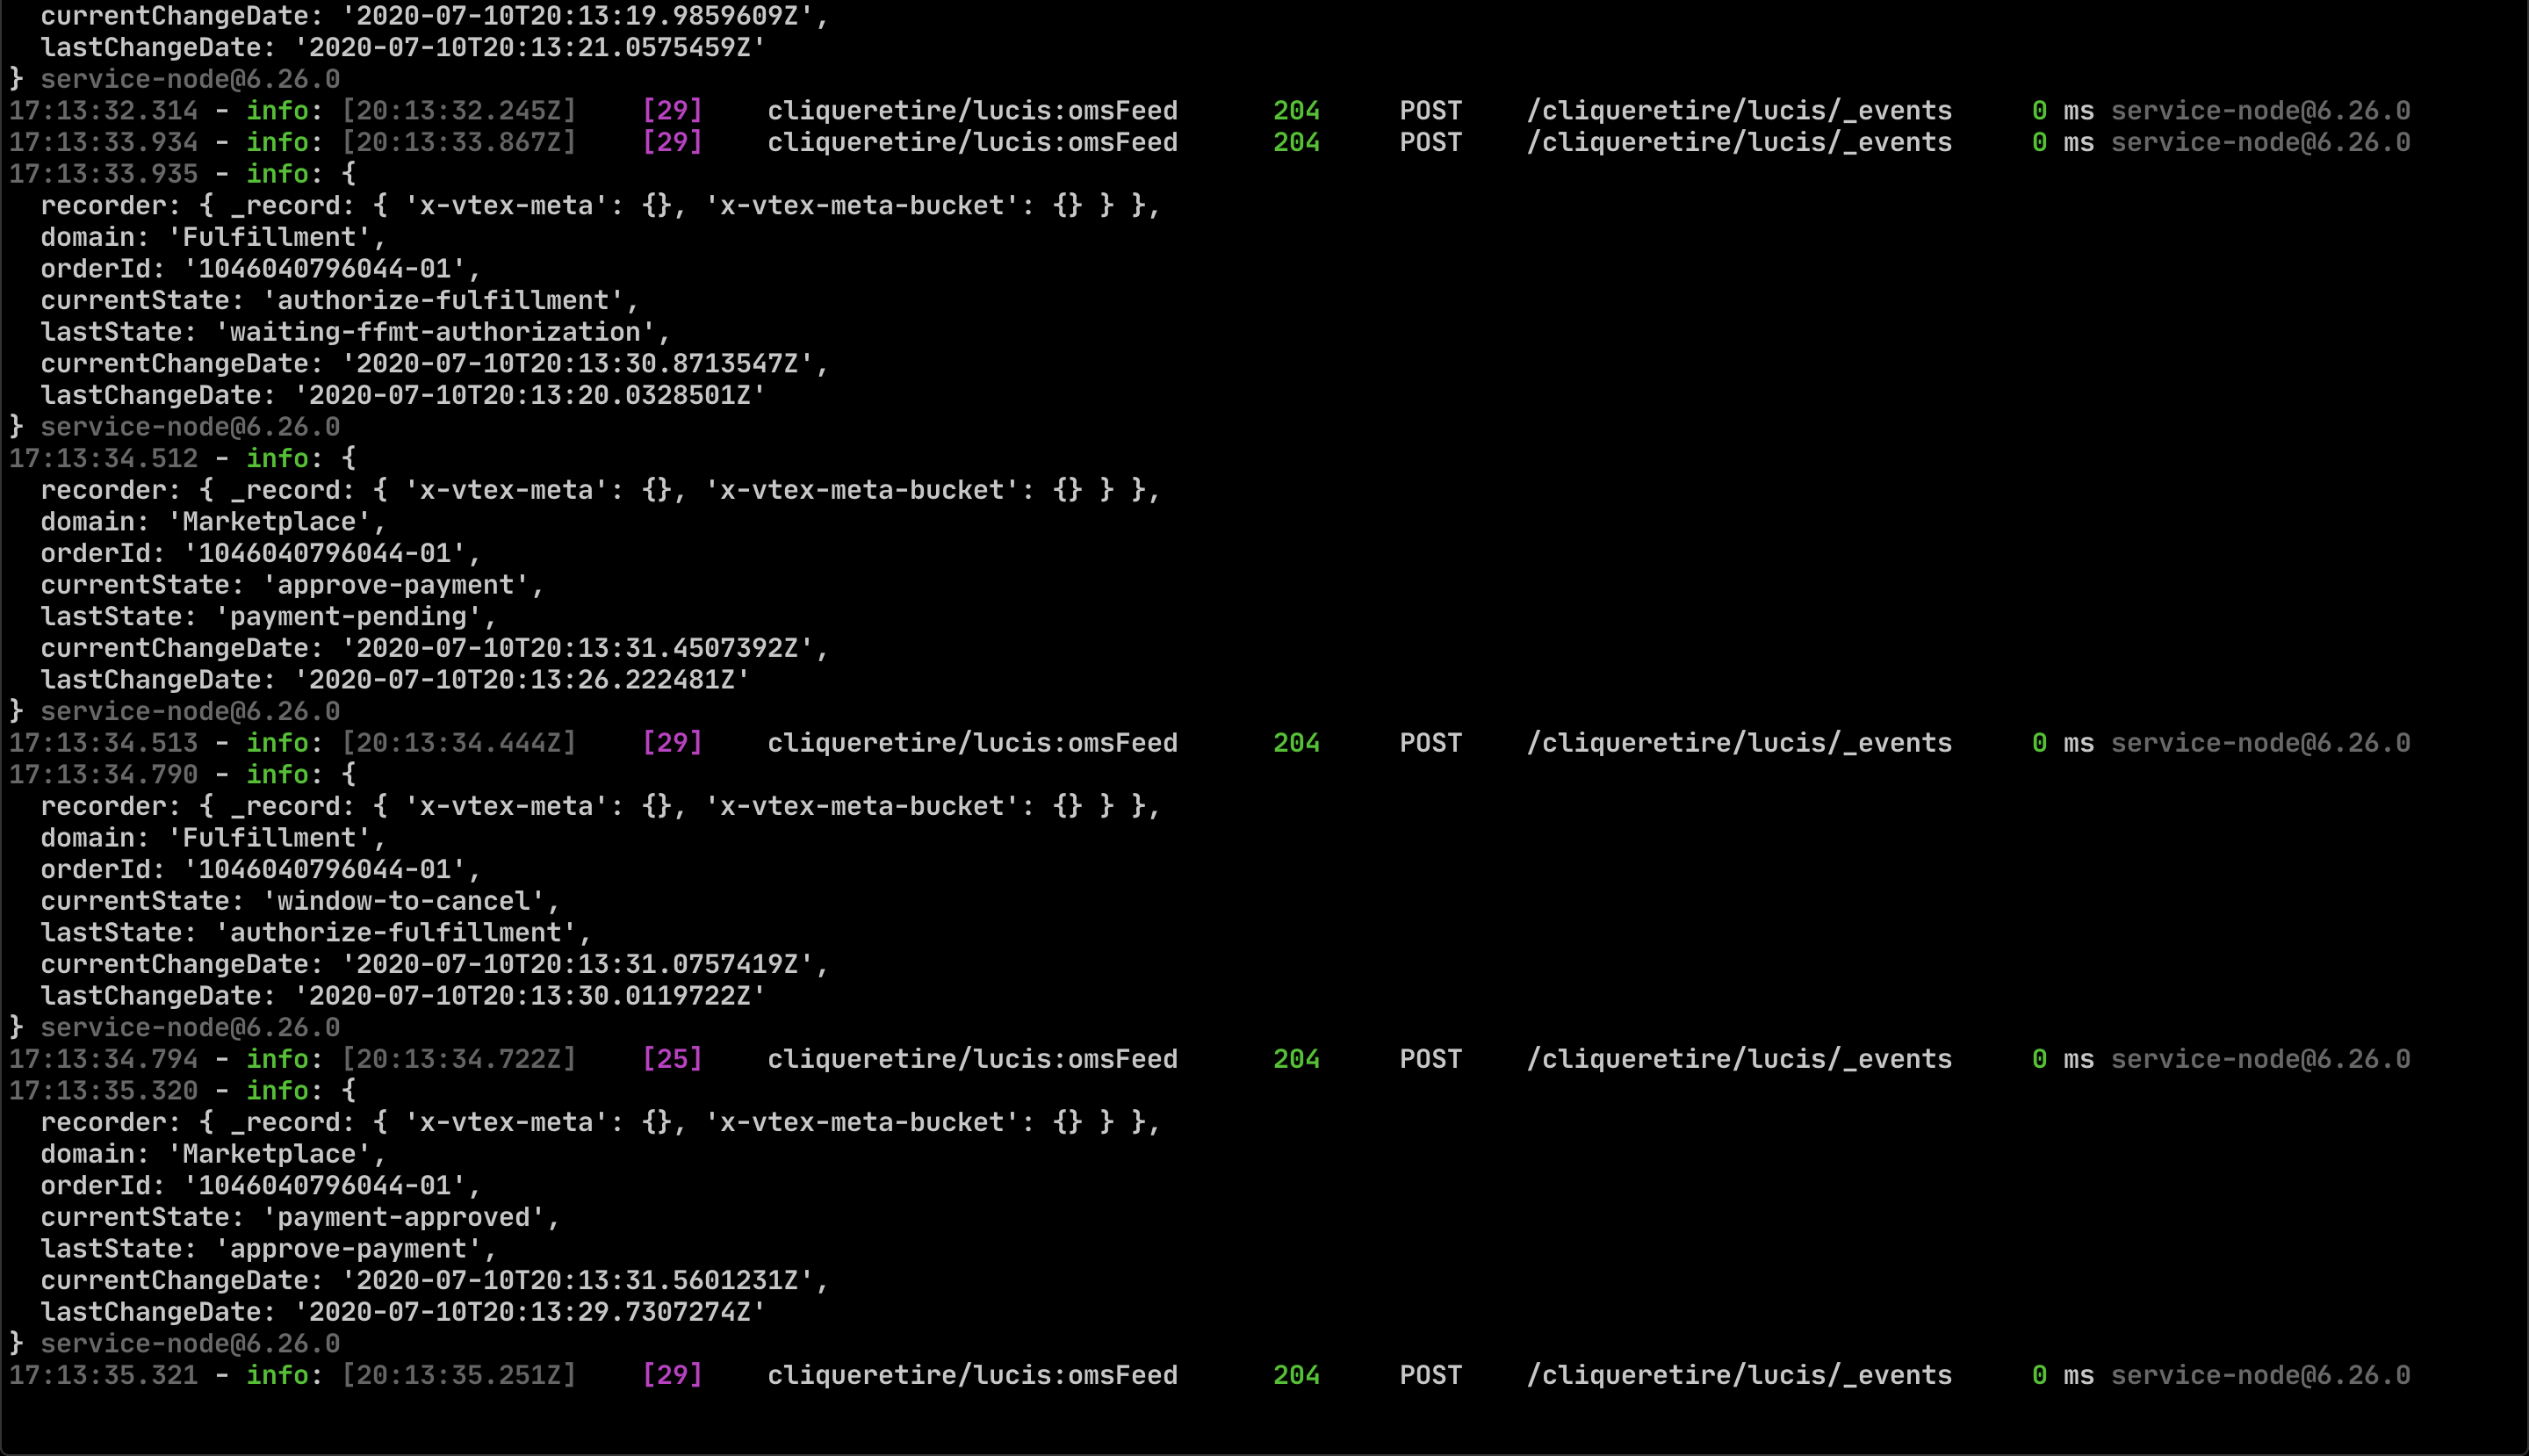 currentChangeDate: '2020-07-10T20:13:19.9859609Z',
  lastChangeDate: '2020-07-10T20:13:21.0575459Z'
} service-node@6.26.0
17:13:32.314 - info: [20:13:32.245Z]    [29]    cliqueretire/lucis:omsFeed      204     POST    /cliqueretire/lucis/_events     0 ms service-node@6.26.0
17:13:33.934 - info: [20:13:33.867Z]    [29]    cliqueretire/lucis:omsFeed      204     POST    /cliqueretire/lucis/_events     0 ms service-node@6.26.0
17:13:33.935 - info: {
  recorder: { _record: { 'x-vtex-meta': {}, 'x-vtex-meta-bucket': {} } },
  domain: 'Fulfillment',
  orderId: '1046040796044-01',
  currentState: 'authorize-fulfillment',
  lastState: 'waiting-ffmt-authorization',
  currentChangeDate: '2020-07-10T20:13:30.8713547Z',
  lastChangeDate: '2020-07-10T20:13:20.0328501Z'
} service-node@6.26.0
17:13:34.512 - info: {
  recorder: { _record: { 'x-vtex-meta': {}, 'x-vtex-meta-bucket': {} } },
  domain: 'Marketplace',
  orderId: '1046040796044-01',
  currentState: 'approve-payment',
  lastState: 'payment-pending',
  currentChangeDate: '2020-07-10T20:13:31.4507392Z',
  lastChangeDate: '2020-07-10T20:13:26.222481Z'
} service-node@6.26.0
17:13:34.513 - info: [20:13:34.444Z]    [29]    cliqueretire/lucis:omsFeed      204     POST    /cliqueretire/lucis/_events     0 ms service-node@6.26.0
17:13:34.790 - info: {
  recorder: { _record: { 'x-vtex-meta': {}, 'x-vtex-meta-bucket': {} } },
  domain: 'Fulfillment',
  orderId: '1046040796044-01',
  currentState: 'window-to-cancel',
  lastState: 'authorize-fulfillment',
  currentChangeDate: '2020-07-10T20:13:31.0757419Z',
  lastChangeDate: '2020-07-10T20:13:30.0119722Z'
} service-node@6.26.0
17:13:34.794 - info: [20:13:34.722Z]    [25]    cliqueretire/lucis:omsFeed      204     POST    /cliqueretire/lucis/_events     0 ms service-node@6.26.0
17:13:35.320 - info: {
  recorder: { _record: { 'x-vtex-meta': {}, 'x-vtex-meta-bucket': {} } },
  domain: 'Marketplace',
  orderId: '1046040796044-01',
  currentState: 'payment-approved',
  lastState: 'approve-payment',
  currentChangeDate: '2020-07-10T20:13:31.5601231Z',
  lastChangeDate: '2020-07-10T20:13:29.7307274Z'
} service-node@6.26.0
17:13:35.321 - info: [20:13:35.251Z]    [29]    cliqueretire/lucis:omsFeed      204     POST    /cliqueretire/lucis/_events     0 ms service-node@6.26.0